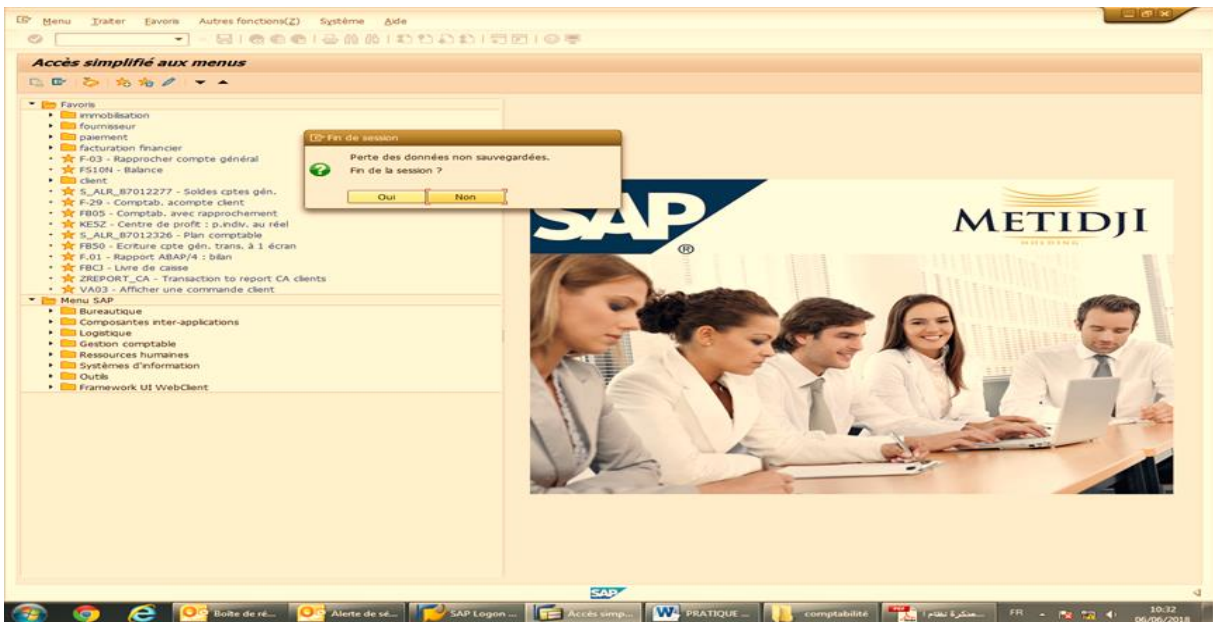 Menu Traiter Favoris Autres fonctions(Z) Système Aide
Accès simplifié aux menus
Favoris
immobilisation
fournisseur
paiement
facturation financier
F-03 - Rapprocher compte général
FS10N - Balance
client
S_ALR_87012277 - Soldes cptes gén.
F-29 - Comptab. acompte client
FB05 - Comptab. avec rapprochement
KE5Z - Centre de profit : p.indiv. au réel
S_ALR_87012326 - Plan comptable
FB50 - Ecriture cpte gén. trans. à 1 écran
F.01 - Rapport ABAP/4 : bilan
FBCJ - Livre de caisse
ZREPORT_CA - Transaction to report CA clients
VA03 - Afficher une commande client
Menu SAP
Bureautique
Composantes inter-applications
Logistique
Gestion comptable
Ressources humaines
Systèmes d'information
Outils
Framework UI WebClient
Fin de session
Perte des données non sauvegardées.
Fin de la session ?
Oui Non
SAP
®
METIDJI
HOLDING
SAP
Boîte de ré... Alerte de sé... SAP Logon ... Accès simp... PRATIQUE ... comptabilité FR 10:32
06/06/2018